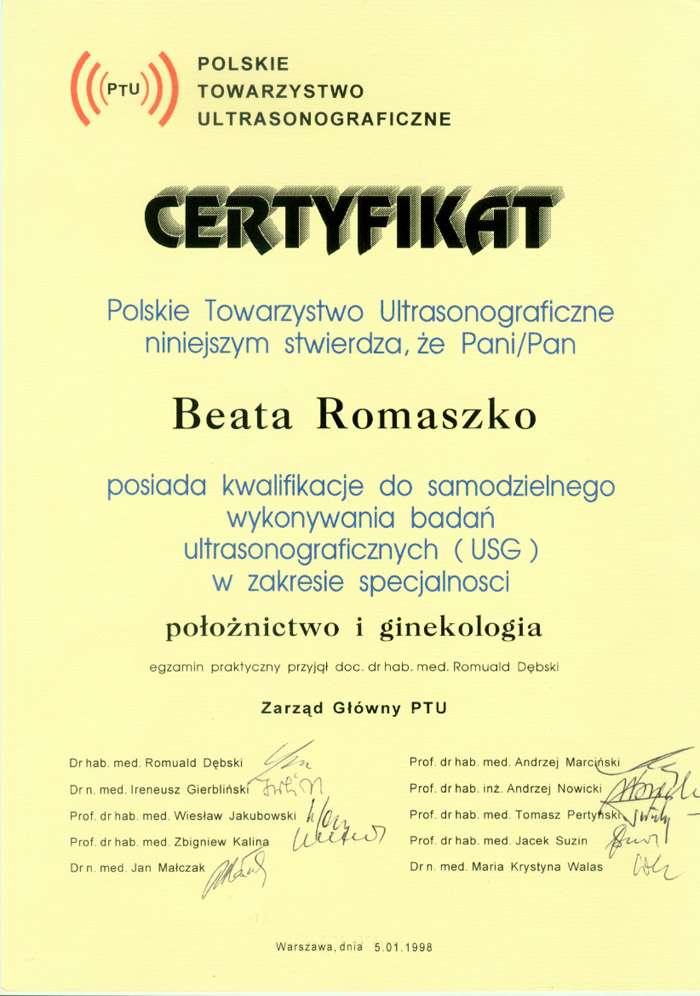 PTU
POLSKIE
TOWARZYSTWO
ULTRASONOGRAFICZNE
CERTYFIKAT
Polskie Towarzystwo Ultrasonograficzne
niniejszym stwierdza, że Pani/Pan
Beata Romaszko
posiada kwalifikacje do samodzielnego
wykonywania badań
ultrasonograficznych ( USG )
w zakresie specjalnosci
położnictwo i ginekologia
egzamin praktyczny przyjął doc. dr hab. med. Romuald Dębski
Zarząd Główny PTU
Dr hab. med. Romuald Dębski
Dr n. med. Ireneusz Gierbliński
Prof. dr hab. med. Wiesław Jakubowski
Prof. dr hab. med. Zbigniew Kalina
Dr n. med. Jan Małczak
Prof. dr hab. med. Andrzej Marciński
Prof. dr hab. inż. Andrzej Nowicki
Prof. dr hab. med. Tomasz Pertyński
Prof. dr hab. med. Jacek Suzin
Dr n. med. Maria Krystyna Walas
Warszawa, dnia 5.01.1998